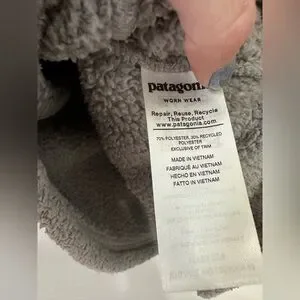 patagonia
WORN WEAR
Repair, Reuse, Recycle
This Product
www.patagonia.com
70% POLYESTER, 30% RECYCLED
POLYESTER
EXCLUSIVE OF TRIM
MADE IN VIETNAM
FABRIQUÉ AU VIETNAM
HECHO EN VIETNAM
FATTO IN VIETNAM